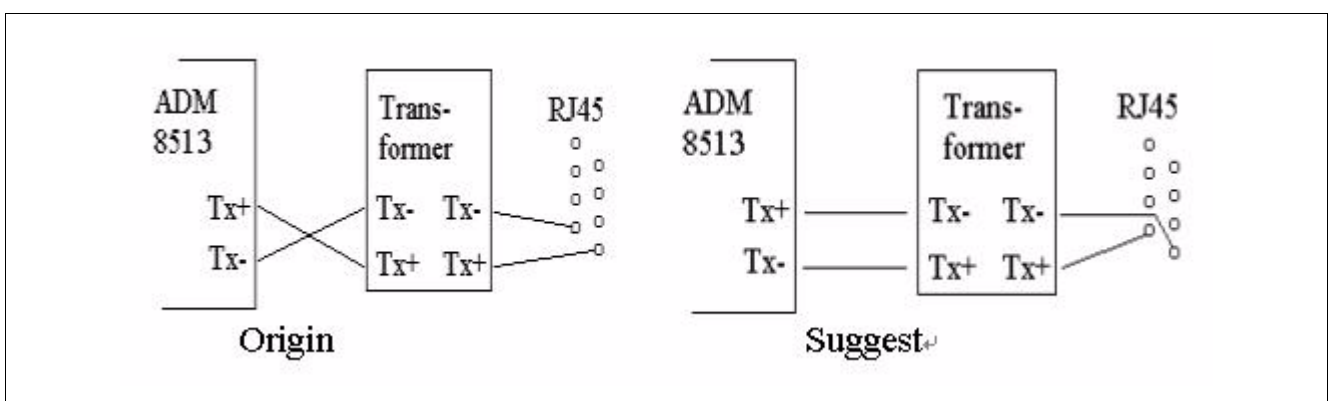 ADM
8513
Tx+
Tx-
Trans-
former
Tx- Tx-
Tx+ Tx+
RJ45
Origin
ADM
8513
Tx+
Tx-
Trans-
former
Tx- Tx-
Tx+ Tx+
RJ45
Suggest↵